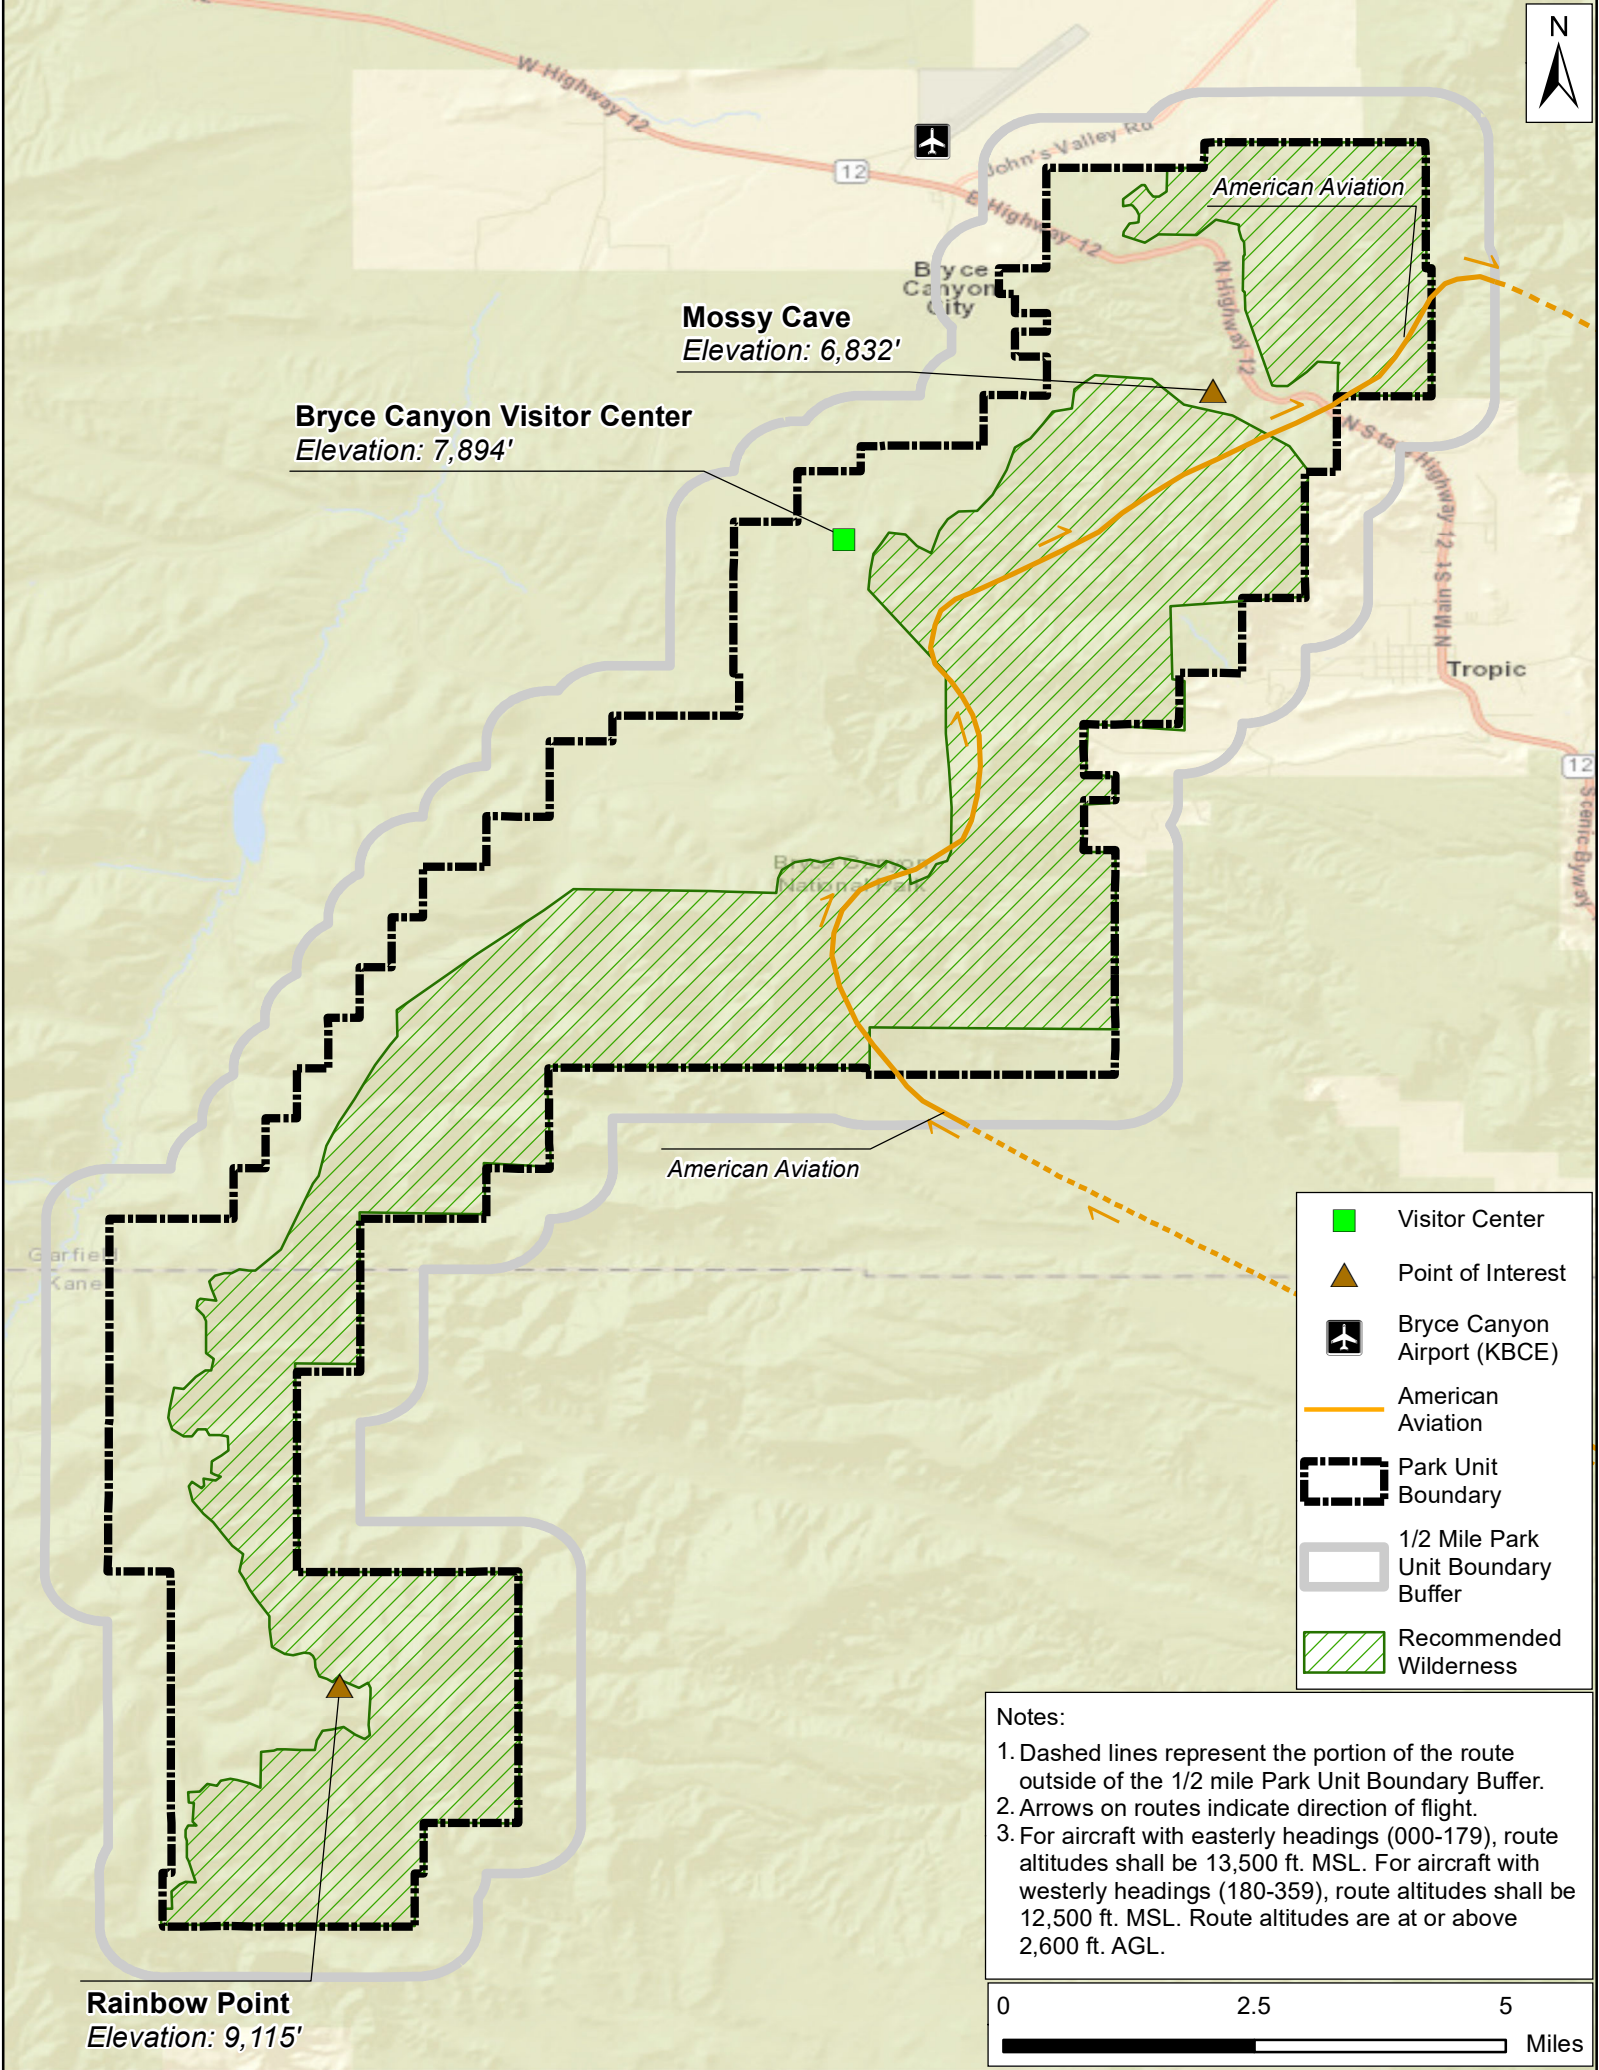 N
W Highway 12
12
John's Valley Rd
E Highway 12
American Aviation
Bryce
Canyon
City
N Highway 12
Mossy Cave
Elevation: 6,832'
Bryce Canyon Visitor Center
Elevation: 7,894'
N Sta
Highway 12
N Main St
Tropic
12
Scenic Byway
Bryce Canyon
National Park
American Aviation
Garfield
Kane
Visitor Center
Point of Interest
Bryce Canyon
Airport (KBCE)
American
Aviation
Park Unit
Boundary
1/2 Mile Park
Unit Boundary
Buffer
Recommended
Wilderness
Notes:
1. Dashed lines represent the portion of the route
outside of the 1/2 mile Park Unit Boundary Buffer.
2. Arrows on routes indicate direction of flight.
3. For aircraft with easterly headings (000-179), route
altitudes shall be 13,500 ft. MSL. For aircraft with
westerly headings (180-359), route altitudes shall be
12,500 ft. MSL. Route altitudes are at or above
2,600 ft. AGL.
0 2.5 5
Miles
Rainbow Point
Elevation: 9,115'